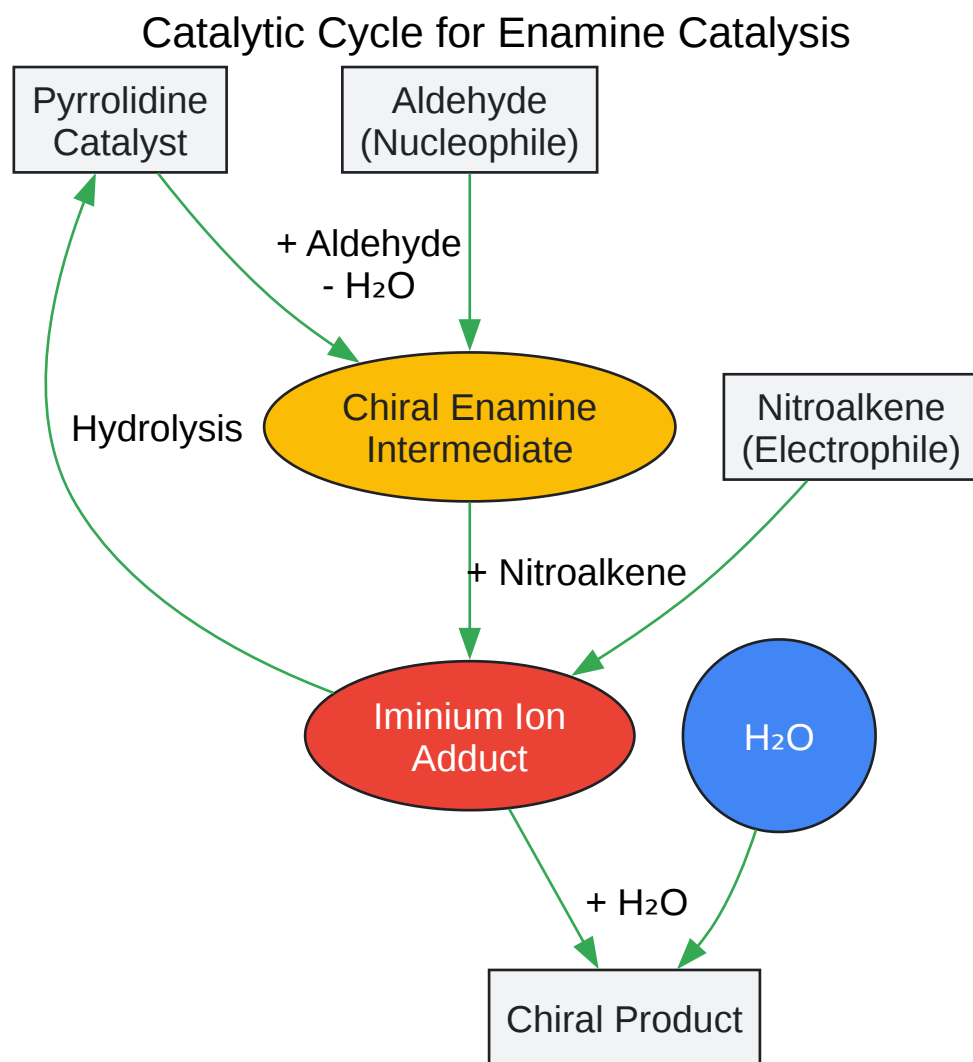 Catalytic Cycle for Enamine Catalysis
Pyrrolidine
Catalyst
Aldehyde
(Nucleophile)
+ Aldehyde
- H₂O
Hydrolysis
Chiral Enamine
Intermediate
Nitroalkene
(Electrophile)
+ Nitroalkene
Iminium Ion
Adduct
H₂O
+ H₂O
Chiral Product